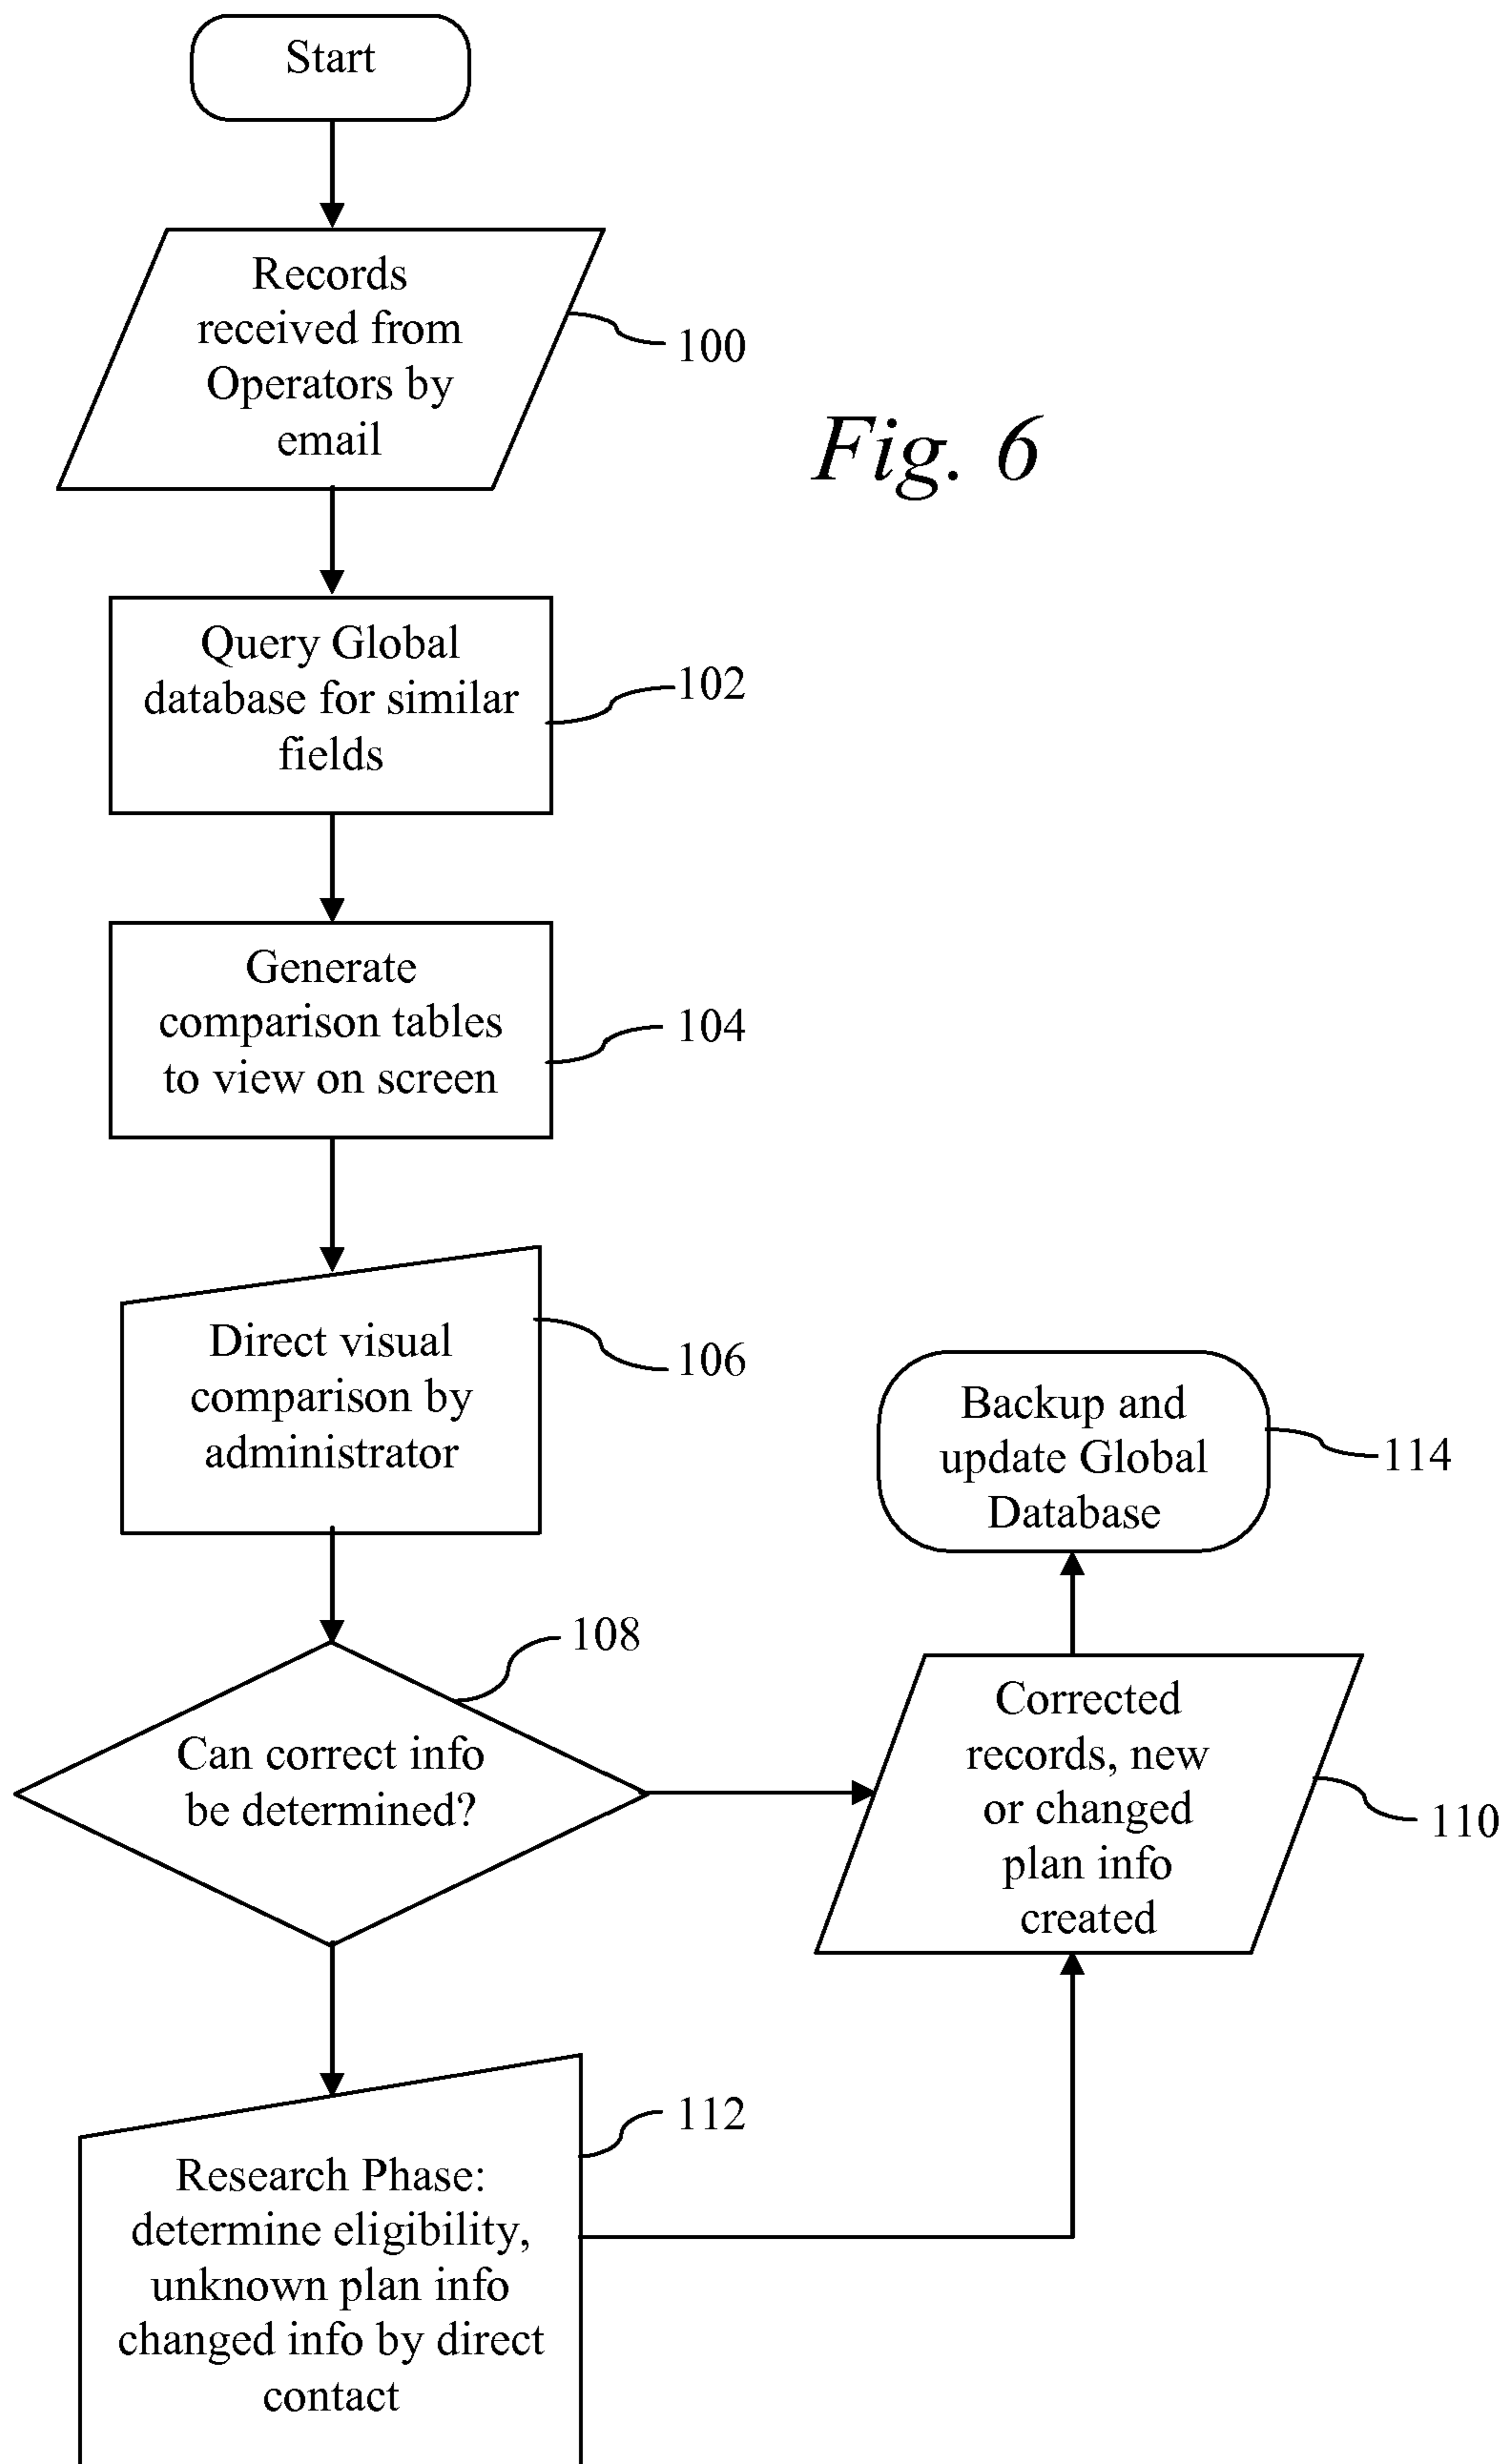 Start
Records
received from
Operators by
email
100
Fig. 6
Query Global
database for similar
fields
102
Generate
comparison tables
to view on screen
104
Direct visual
comparison by
administrator
106
Backup and
update Global
Database
114
108
Can correct info
be determined?
Corrected
records, new
or changed
plan info
created
110
112
Research Phase:
determine eligibility,
unknown plan info
changed info by direct
contact